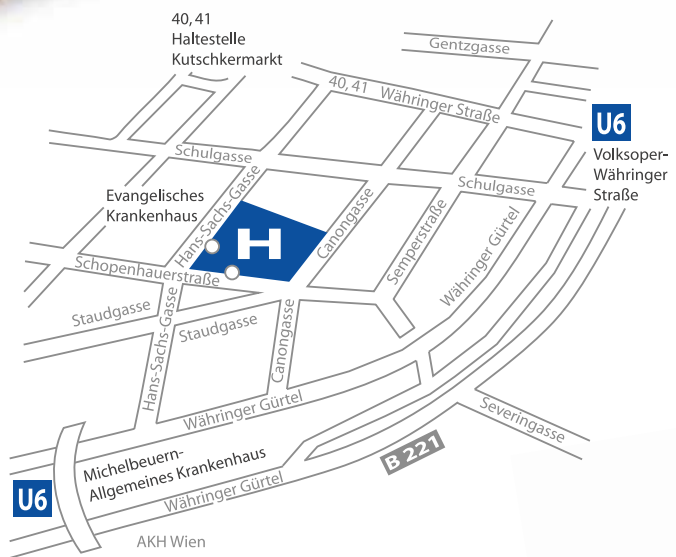 40, 41
Haltestelle
Kutschkermarkt
Gentzgasse
40, 41 Währinger Straße
U6
Volksoper-
Währinger
Straße
Schulgasse
Schulgasse
Evangelisches
Krankenhaus
Hans-Sachs-Gasse
H
Canongasse
Semperstraße
Währinger Gürtel
Schopenhauerstraße
Staudgasse
Staudgasse
Hans-Sachs-Gasse
Canongasse
Währinger Gürtel
Severingasse
B 221
Michelbeuern-
Allgemeines Krankenhaus
U6
Währinger Gürtel
AKH Wien